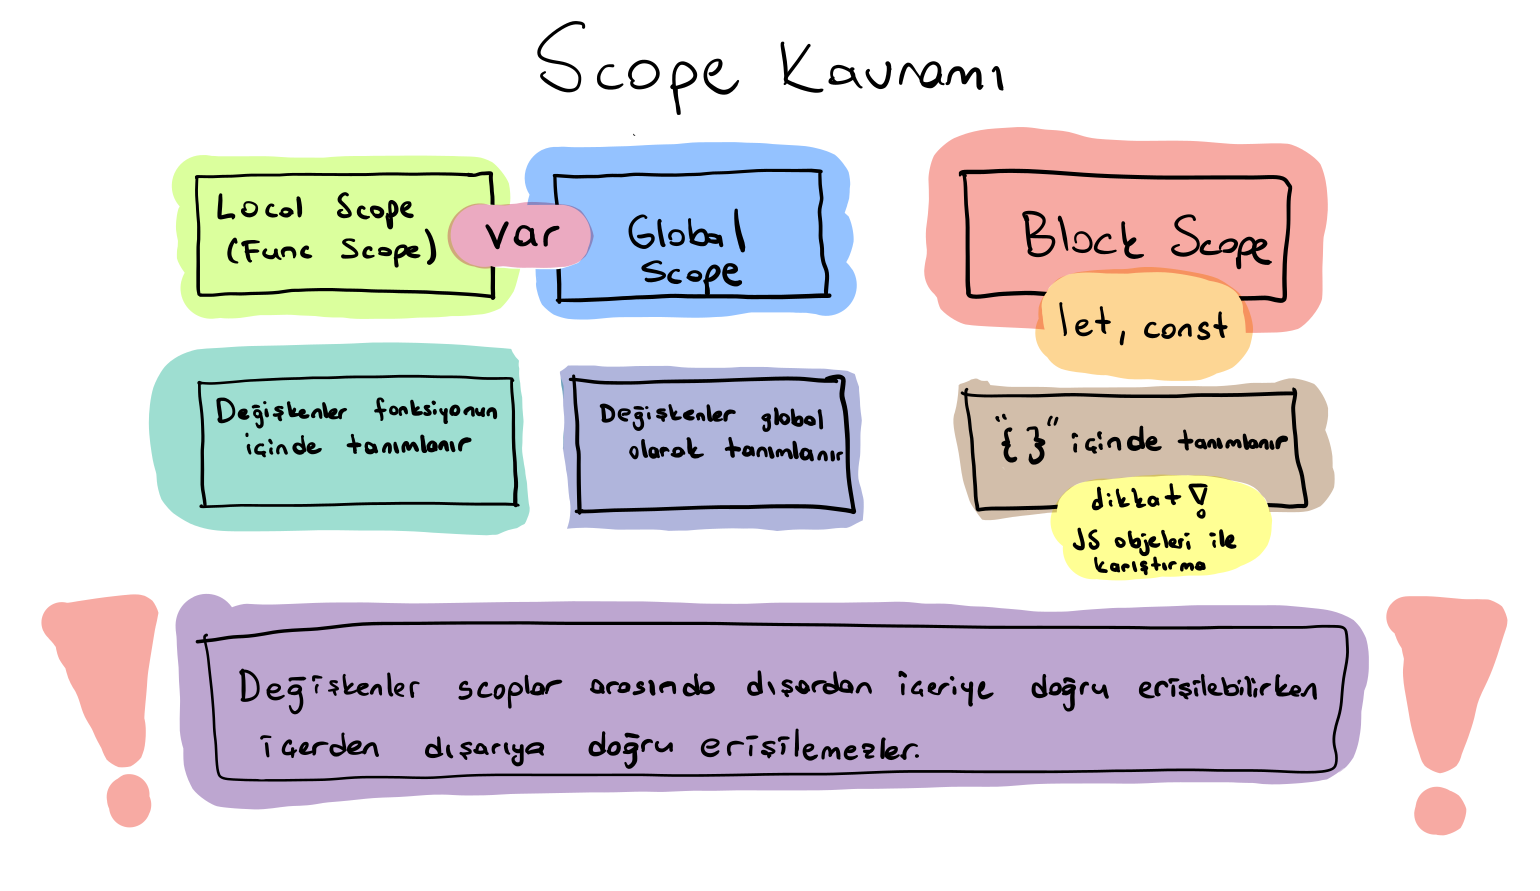 Scope Kavramı
Local Scope
(Func Scope)
var
Global
Scope
Block Scope
let, const
Değişkenler fonksiyonun
içinde tanımlanır
Değişkenler global
olarak tanımlanır
"{ }" içinde tanımlanır
dikkat !
JS objeleri ile
karıştırma
Değişkenler scoplar arasında dışardan içeriye doğru erişilebilirken
içerden dışarıya doğru erişilemezler.